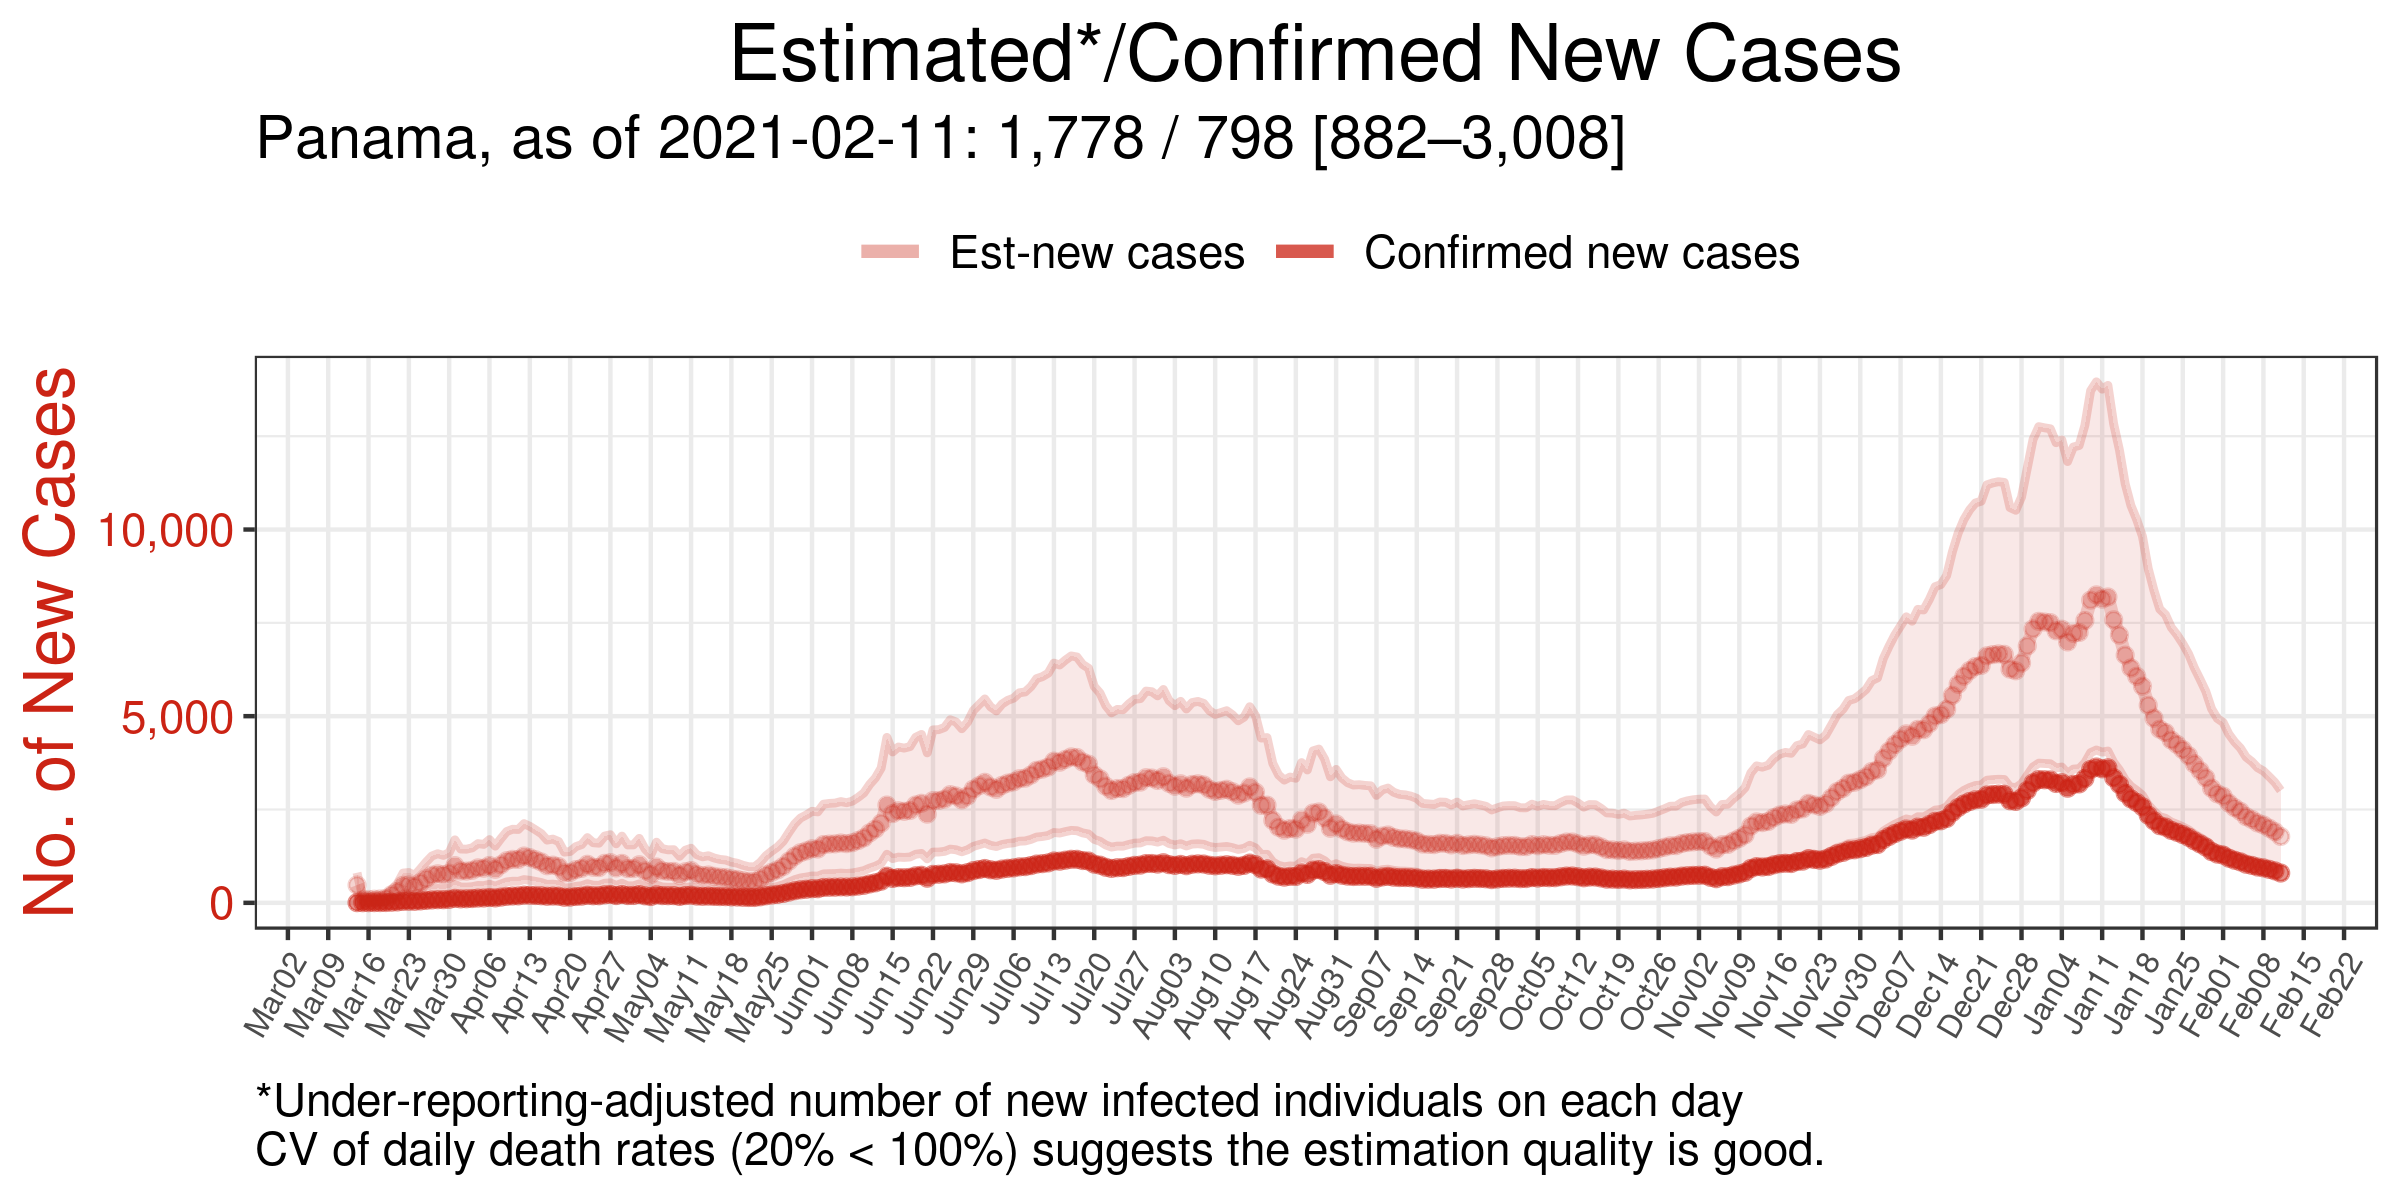 Estimated*/Confirmed New Cases
Panama, as of 2021-02-11: 1,778 / 798 [882–3,008]
Est-new cases Confirmed new cases
No. of New Cases
10,000
5,000
0
Mar02 Mar09 Mar16 Mar23 Mar30 Apr06 Apr13 Apr20 Apr27 May04 May11 May18 May25 Jun01 Jun08 Jun15 Jun22 Jun29 Jul06 Jul13 Jul20 Jul27 Aug03 Aug10 Aug17 Aug24 Aug31 Sep07 Sep14 Sep21 Sep28 Oct05 Oct12 Oct19 Oct26 Nov02 Nov09 Nov16 Nov23 Nov30 Dec07 Dec14 Dec21 Dec28 Jan04 Jan11 Jan18 Jan25 Feb01 Feb08 Feb15 Feb22
*Under-reporting-adjusted number of new infected individuals on each day
CV of daily death rates (20% < 100%) suggests the estimation quality is good.